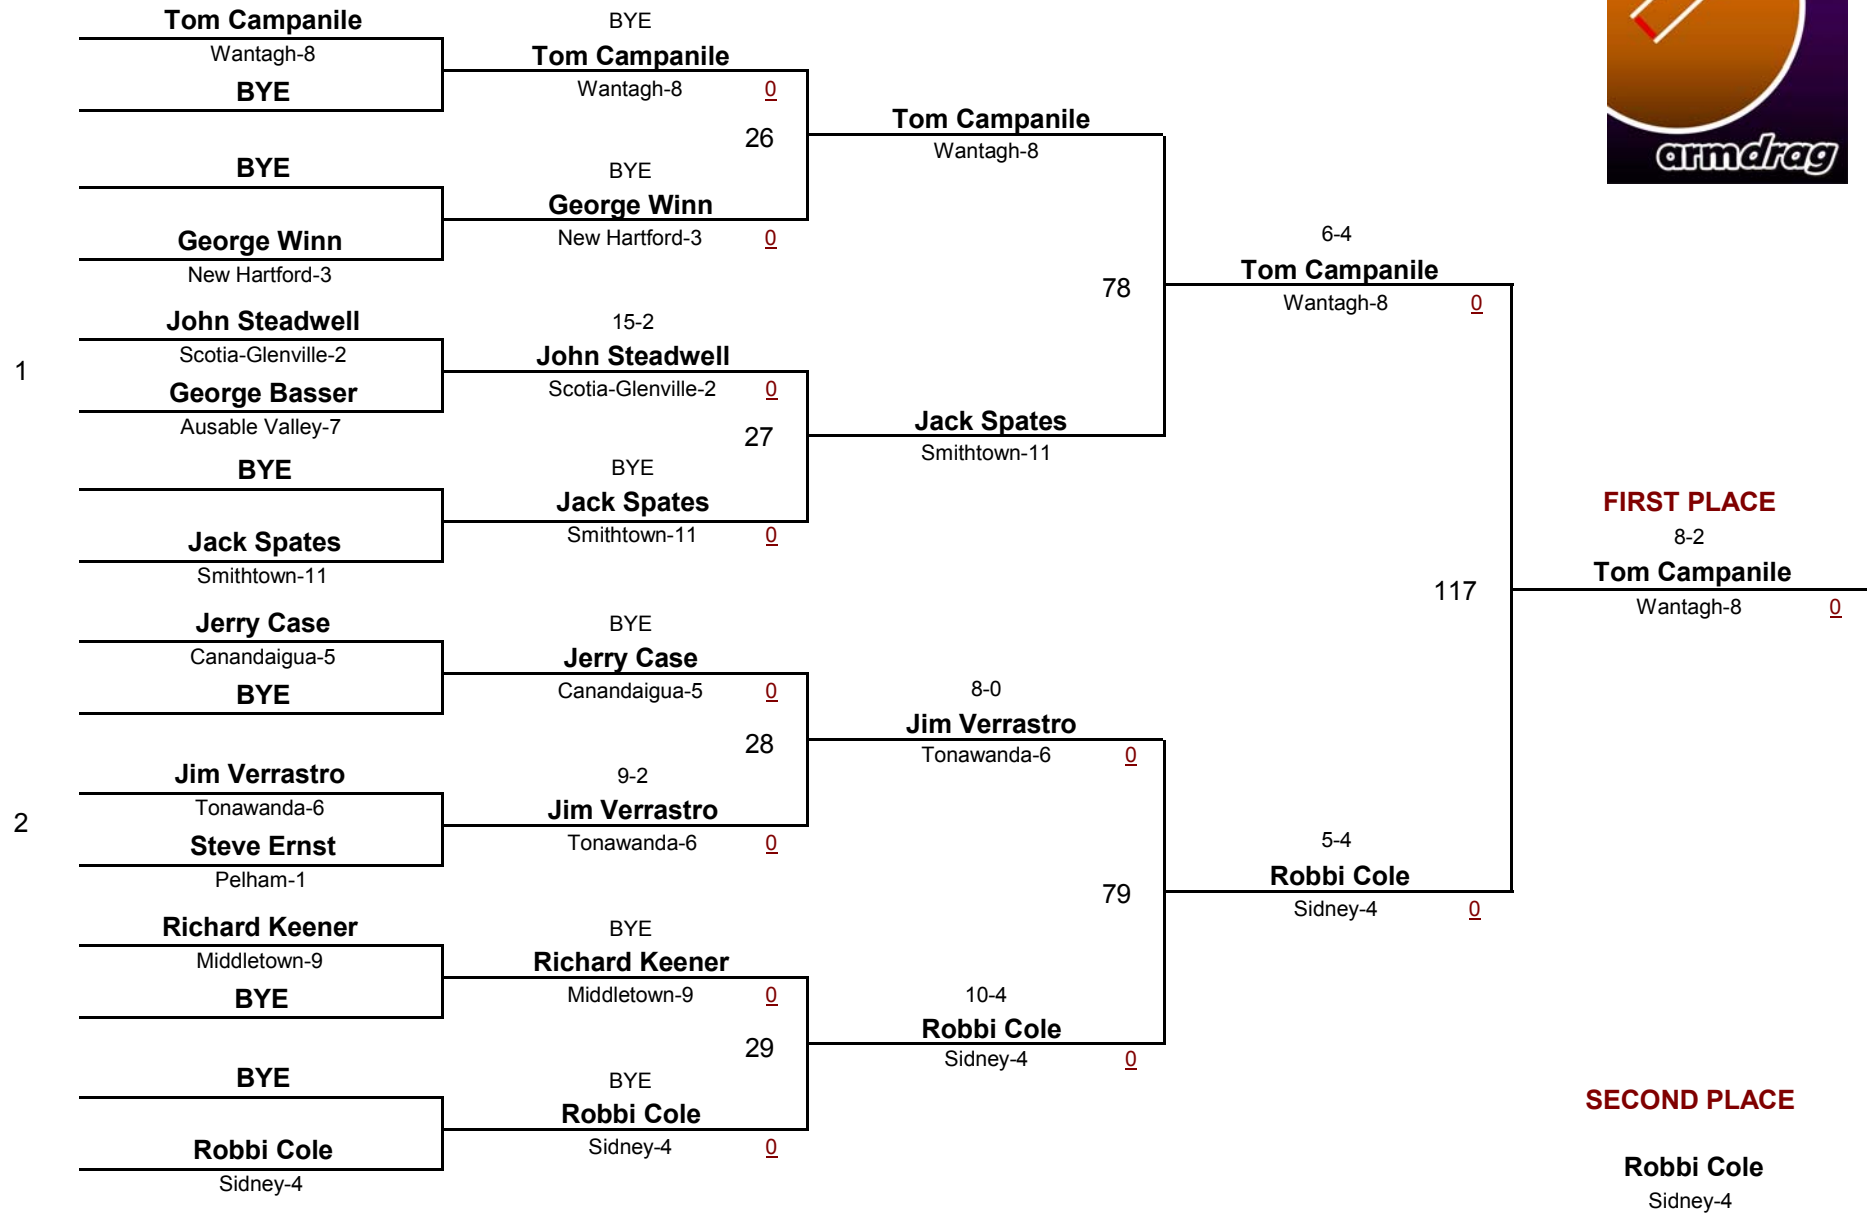 Tom Campanile
Wantagh-8
BYE
BYE
George Winn
New Hartford-3
1
John Steadwell
Scotia-Glenville-2
George Basser
Ausable Valley-7
BYE
Jack Spates
Smithtown-11
Jerry Case
Canandaigua-5
BYE
2
Jim Verrastro
Tonawanda-6
Steve Ernst
Pelham-1
Richard Keener
Middletown-9
BYE
BYE
Robbi Cole
Sidney-4
BYE
Tom Campanile
Wantagh-8 0
26
BYE
George Winn
New Hartford-3 0
15-2
John Steadwell
Scotia-Glenville-2 0
27
BYE
Jack Spates
Smithtown-11 0
BYE
Jerry Case
Canandaigua-5 0
28
9-2
Jim Verrastro
Tonawanda-6 0
BYE
Richard Keener
Middletown-9 0
29
BYE
Robbi Cole
Sidney-4 0
Tom Campanile
Wantagh-8
78
Jack Spates
Smithtown-11
8-0
Jim Verrastro
Tonawanda-6 0
79
10-4
Robbi Cole
Sidney-4 0
6-4
Tom Campanile
Wantagh-8 0
117
5-4
Robbi Cole
Sidney-4 0
armdrag
FIRST PLACE
8-2
Tom Campanile
Wantagh-8 0
SECOND PLACE
Robbi Cole
Sidney-4